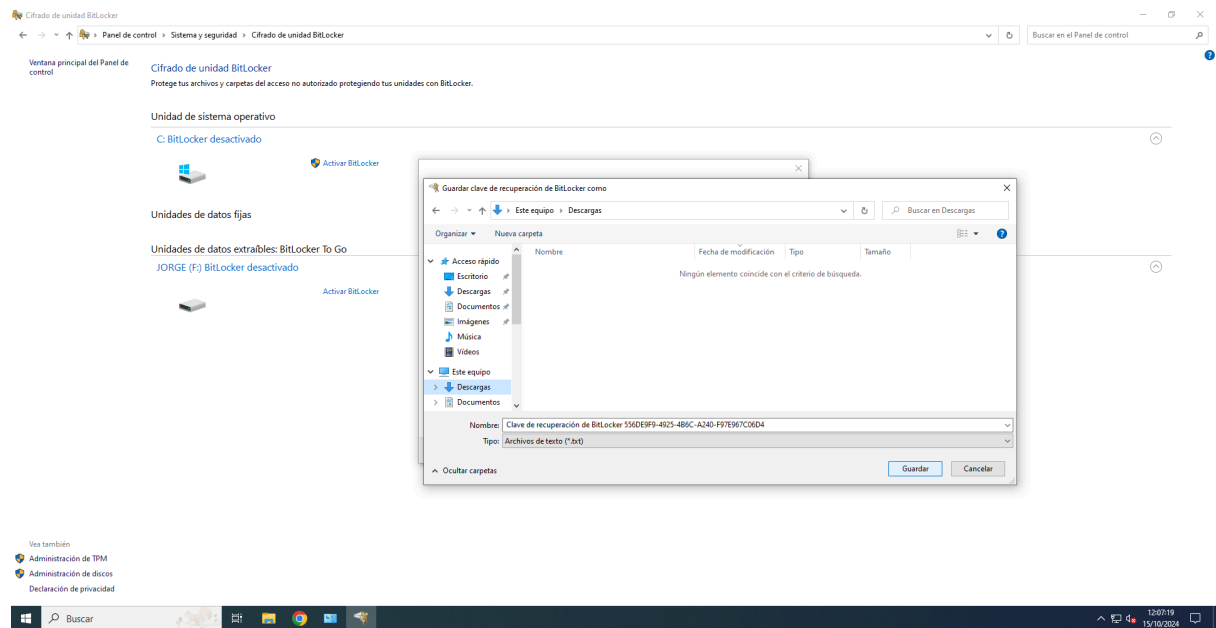 Cifrado de unidad BitLocker
Panel de control › Sistema y seguridad › Cifrado de unidad BitLocker
Buscar en el Panel de control
Ventana principal del Panel de control
Cifrado de unidad BitLocker
Protege tus archivos y carpetas del acceso no autorizado protegiendo tus unidades con BitLocker.
Unidad de sistema operativo
C: BitLocker desactivado
Activar BitLocker
Unidades de datos fijas
Unidades de datos extraíbles: BitLocker To Go
JORGE (F:) BitLocker desactivado
Activar BitLocker
Guardar clave de recuperación de BitLocker como
Este equipo › Descargas
Buscar en Descargas
Organizar
Nueva carpeta
Nombre
Fecha de modificación
Tipo
Tamaño
Ningún elemento coincide con el criterio de búsqueda.
Acceso rápido
Escritorio
Descargas
Documentos
Imágenes
Música
Vídeos
Este equipo
Descargas
Documentos
Nombre: Clave de recuperación de BitLocker 556DE9F9-4925-4B6C-A240-F97E967C06D4
Tipo: Archivos de texto (*.txt)
Ocultar carpetas
Guardar
Cancelar
Vea también
Administración de TPM
Administración de discos
Declaración de privacidad
Buscar
12:07:19
15/10/2024